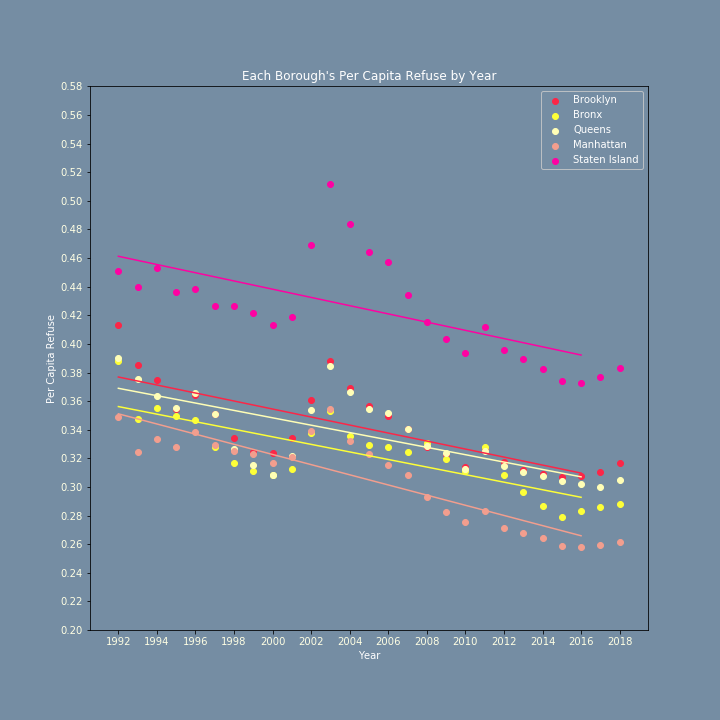 Each Borough's Per Capita Refuse by Year
Brooklyn
Bronx
Queens
Manhattan
Staten Island
Per Capita Refuse
0.58
0.56
0.54
0.52
0.50
0.48
0.46
0.44
0.42
0.40
0.38
0.36
0.34
0.32
0.30
0.28
0.26
0.24
0.22
0.20
1992 1994 1996 1998 2000 2002 2004 2006 2008 2010 2012 2014 2016 2018
Year